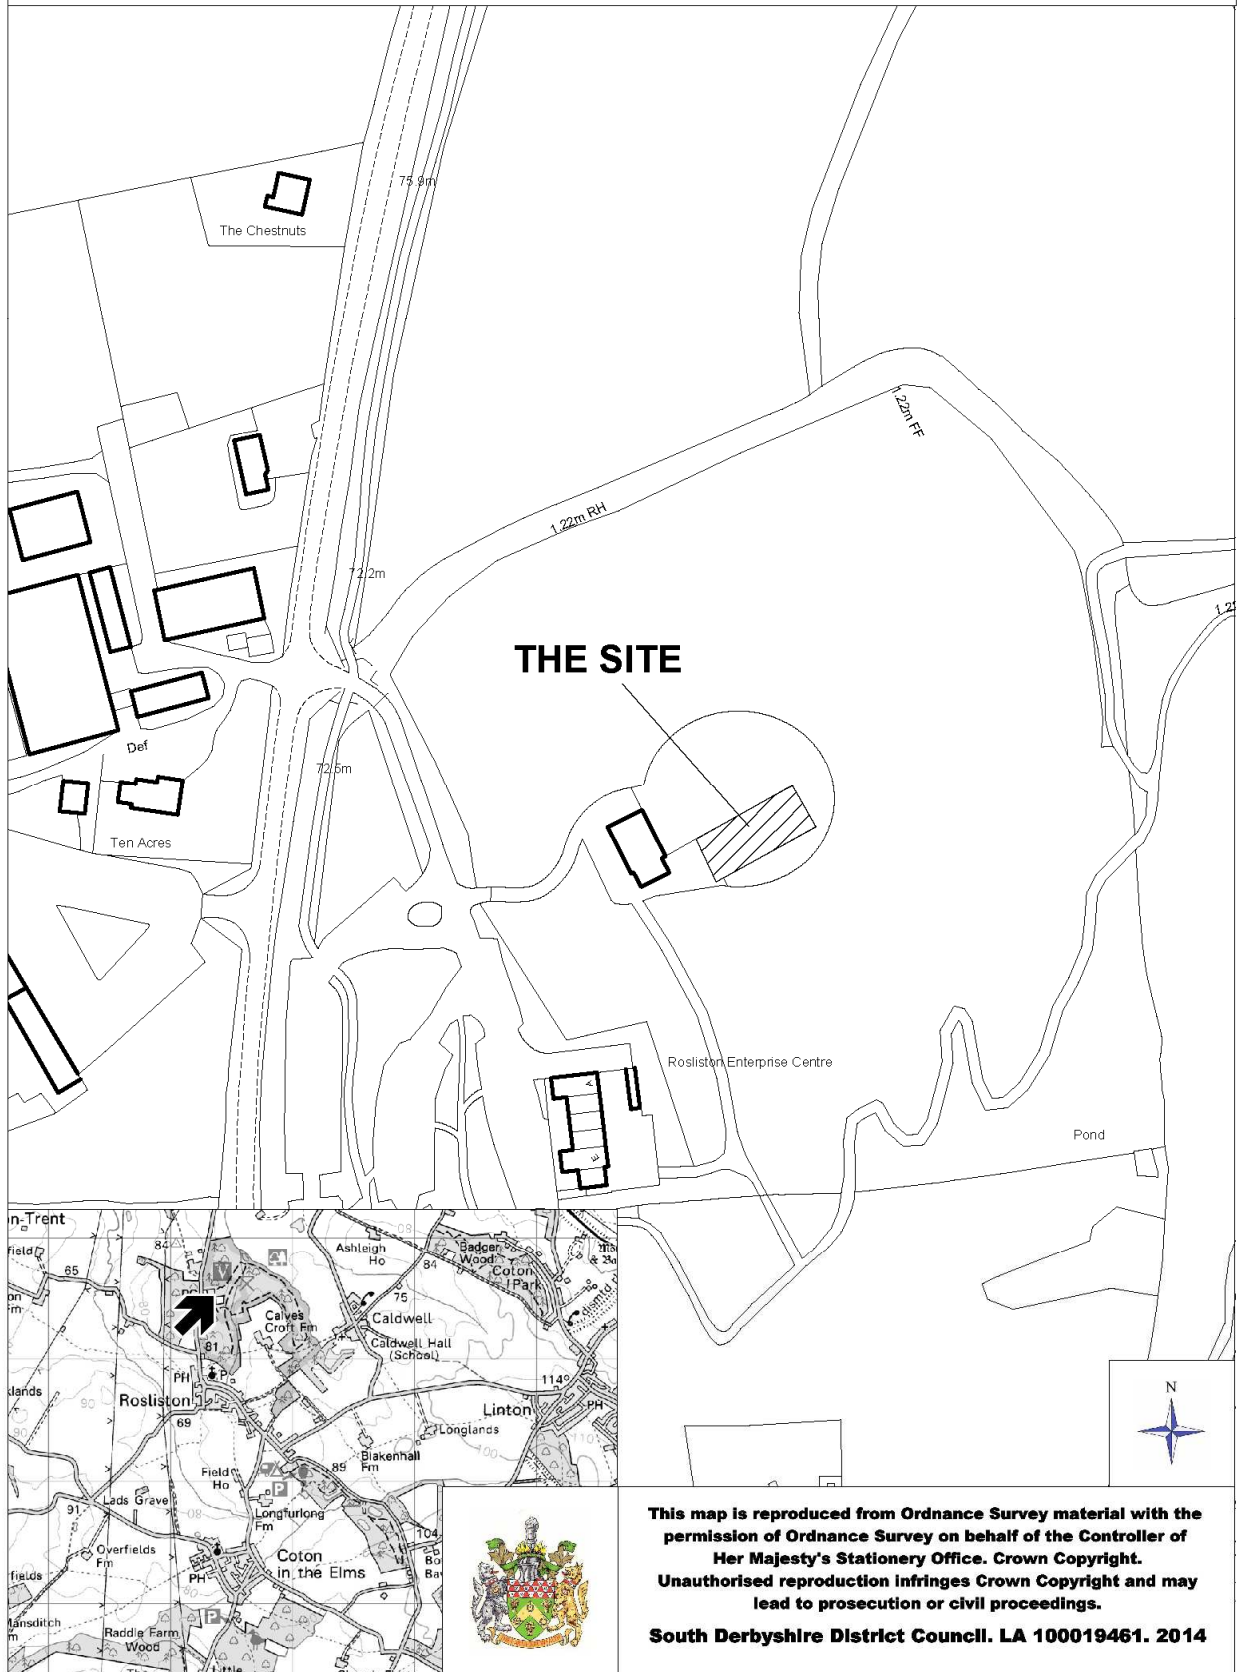 75.9m
The Chestnuts
1.22m FF
1.22m RH
72.2m
THE SITE
Def
72.5m
Ten Acres
Rosliston Enterprise Centre
A
E
Pond
n-Trent
84
Ashleigh
Ho
84
Badger
Wood
Coton
Park
65
75
Calves
Croft Fm
Caldwell
Caldwell Hall
(School)
81
PH
P
Rosliston
69
114
Linton
PH
klands
90
Longlands
Blakenhall
Fm
89
Field
Ho
P
Lads Grave
91
Longfurlong
Fm
104
Overfields
Fm
Coton
in the Elms
PH
fields
P
Raddle Farm
Wood
Little
N
This map is reproduced from Ordnance Survey material with the
permission of Ordnance Survey on behalf of the Controller of
Her Majesty's Stationery Office. Crown Copyright.
Unauthorised reproduction infringes Crown Copyright and may
lead to prosecution or civil proceedings.
South Derbyshire District Council. LA 100019461. 2014